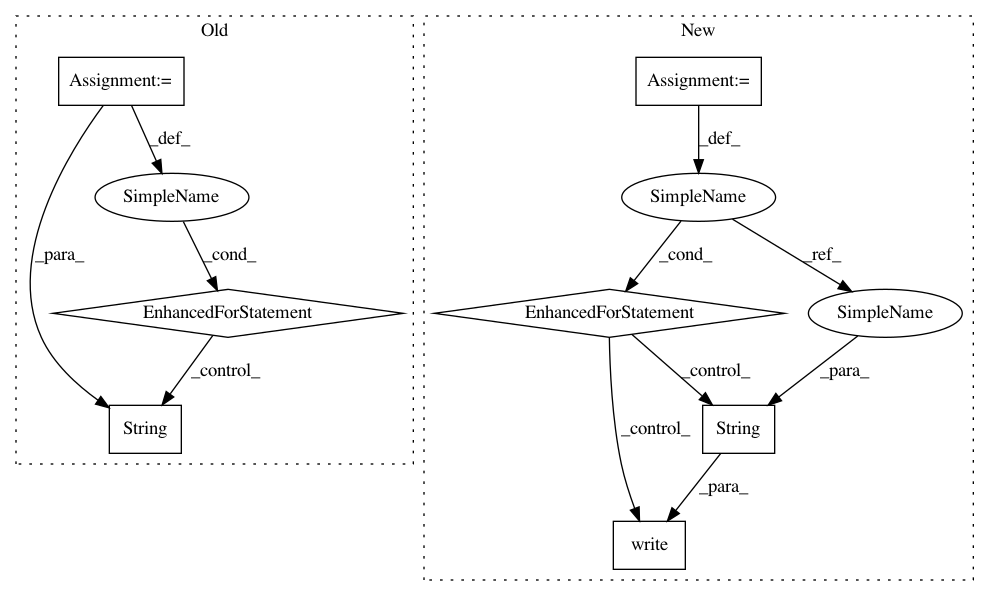 Old
New
Assignment:=
Assignment:=
_def_
_def_
SimpleName
SimpleName
_para_
_cond_
_cond_
_ref_
EnhancedForStatement
EnhancedForStatement
SimpleName
_control_
_control_
_para_
String
_control_
String
_para_
write